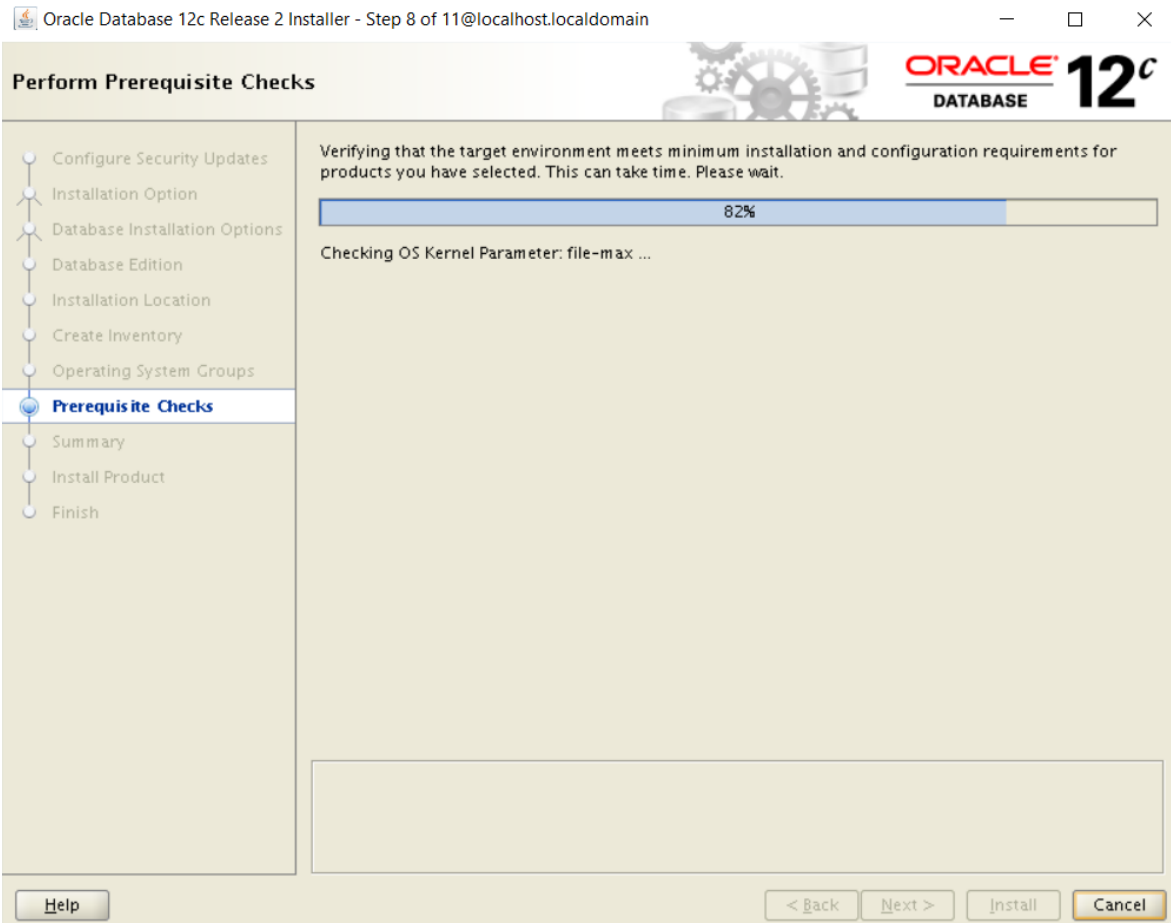 Oracle Database 12c Release 2 Installer - Step 8 of 11@localhost.localdomain
Perform Prerequisite Checks
ORACLE
DATABASE
12c
Configure Security Updates
Installation Option
Database Installation Options
Database Edition
Installation Location
Create Inventory
Operating System Groups
Prerequisite Checks
Summary
Install Product
Finish
Verifying that the target environment meets minimum installation and configuration requirements for
products you have selected. This can take time. Please wait.
82%
Checking OS Kernel Parameter: file-max ...
Help
< Back
Next >
Install
Cancel